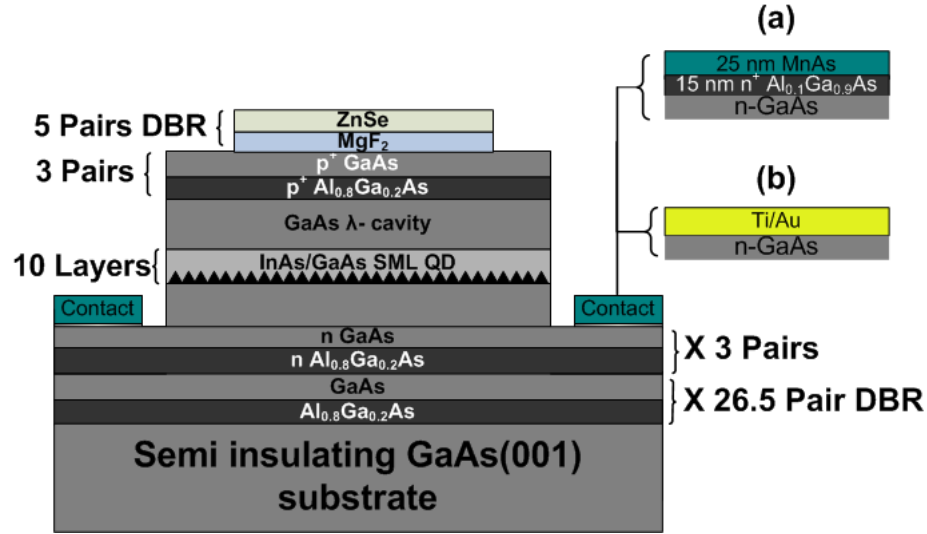 (a)
25 nm MnAs
15 nm n⁺ Al₀.₁Ga₀.₉As
n-GaAs
(b)
Ti/Au
n-GaAs
5 Pairs DBR
ZnSe
MgF₂
3 Pairs
p⁺ GaAs
p⁺ Al₀.₈Ga₀.₂As
GaAs λ- cavity
10 Layers
InAs/GaAs SML QD
Contact
Contact
n GaAs
n Al₀.₈Ga₀.₂As
X 3 Pairs
GaAs
Al₀.₈Ga₀.₂As
X 26.5 Pair DBR
Semi insulating GaAs(001)
substrate